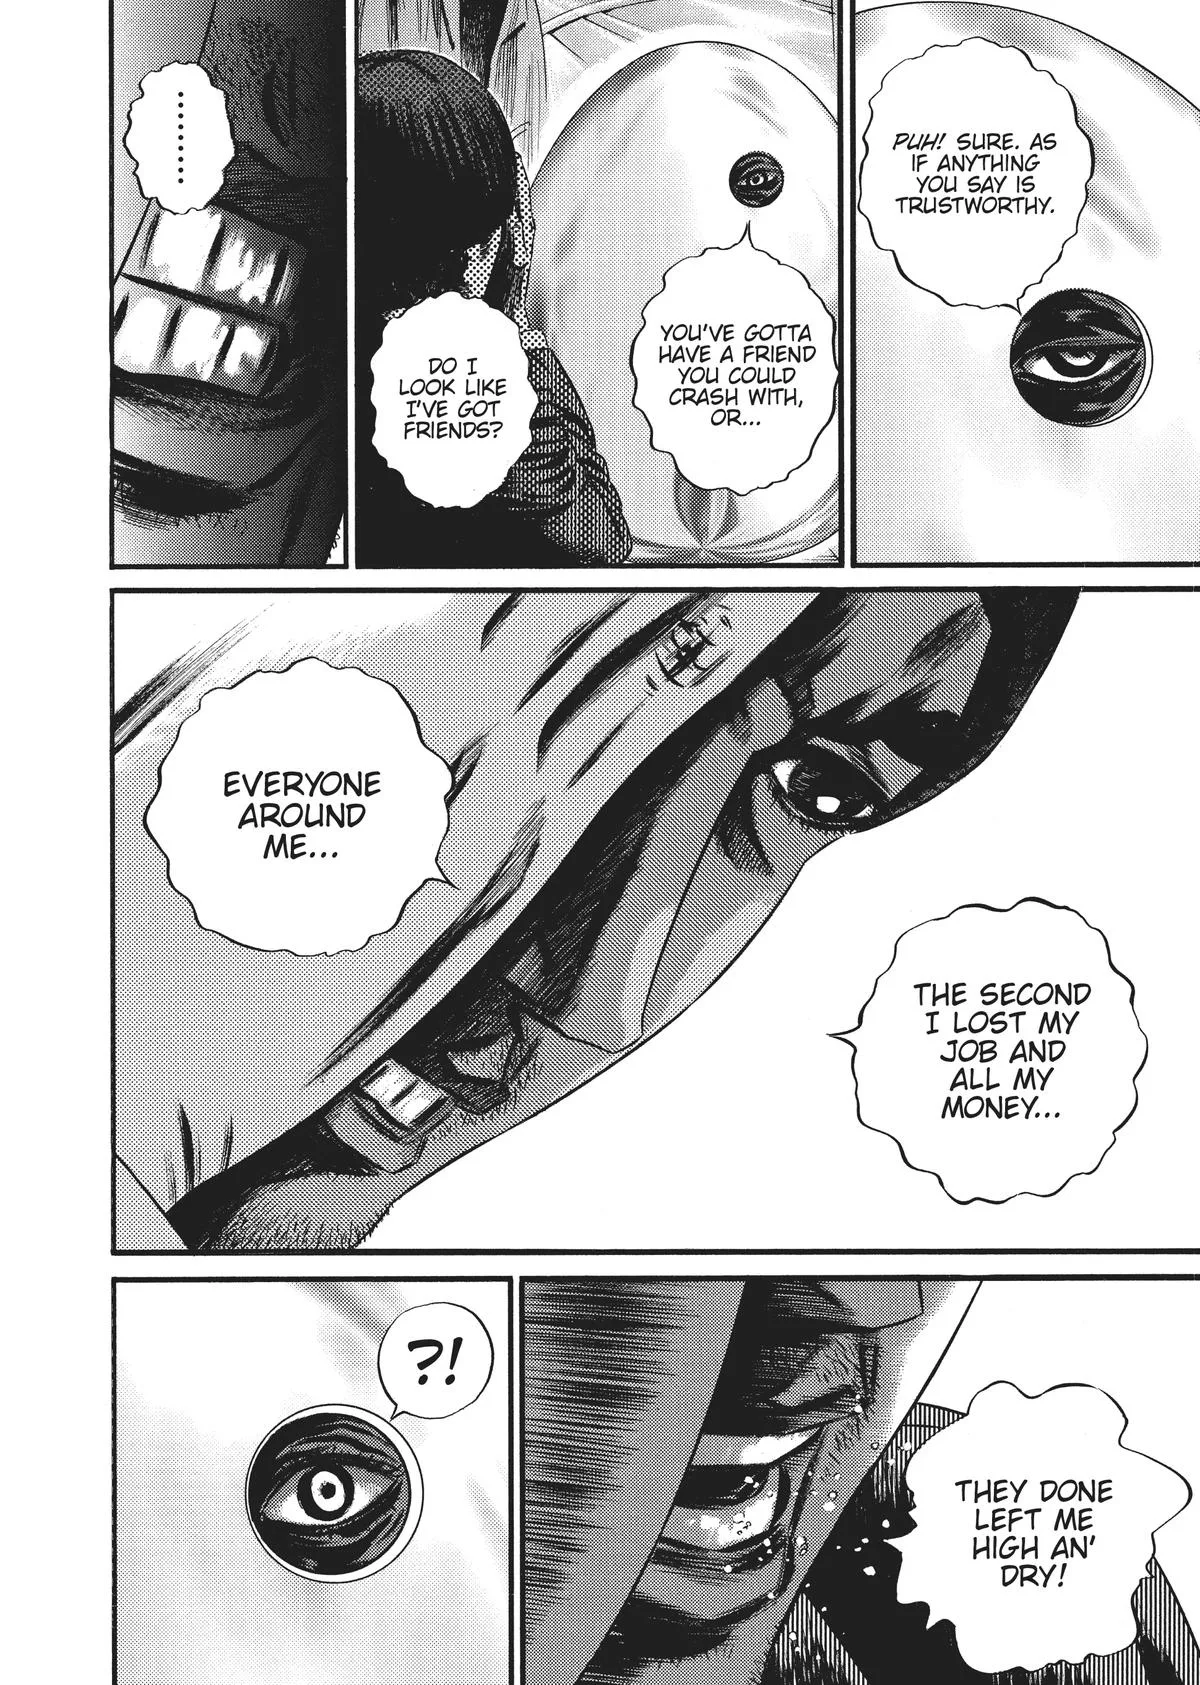 PUH! SURE. AS
IF ANYTHING
YOU SAY IS
TRUSTWORTHY.
YOU'VE GOTTA
HAVE A FRIEND
YOU COULD
CRASH WITH,
OR...
DO I
LOOK LIKE
I'VE GOT
FRIENDS?
........
THE SECOND
I LOST MY
JOB AND
ALL MY
MONEY...
EVERYONE
AROUND
ME...
THEY DONE
LEFT ME
HIGH AN'
DRY!
?!